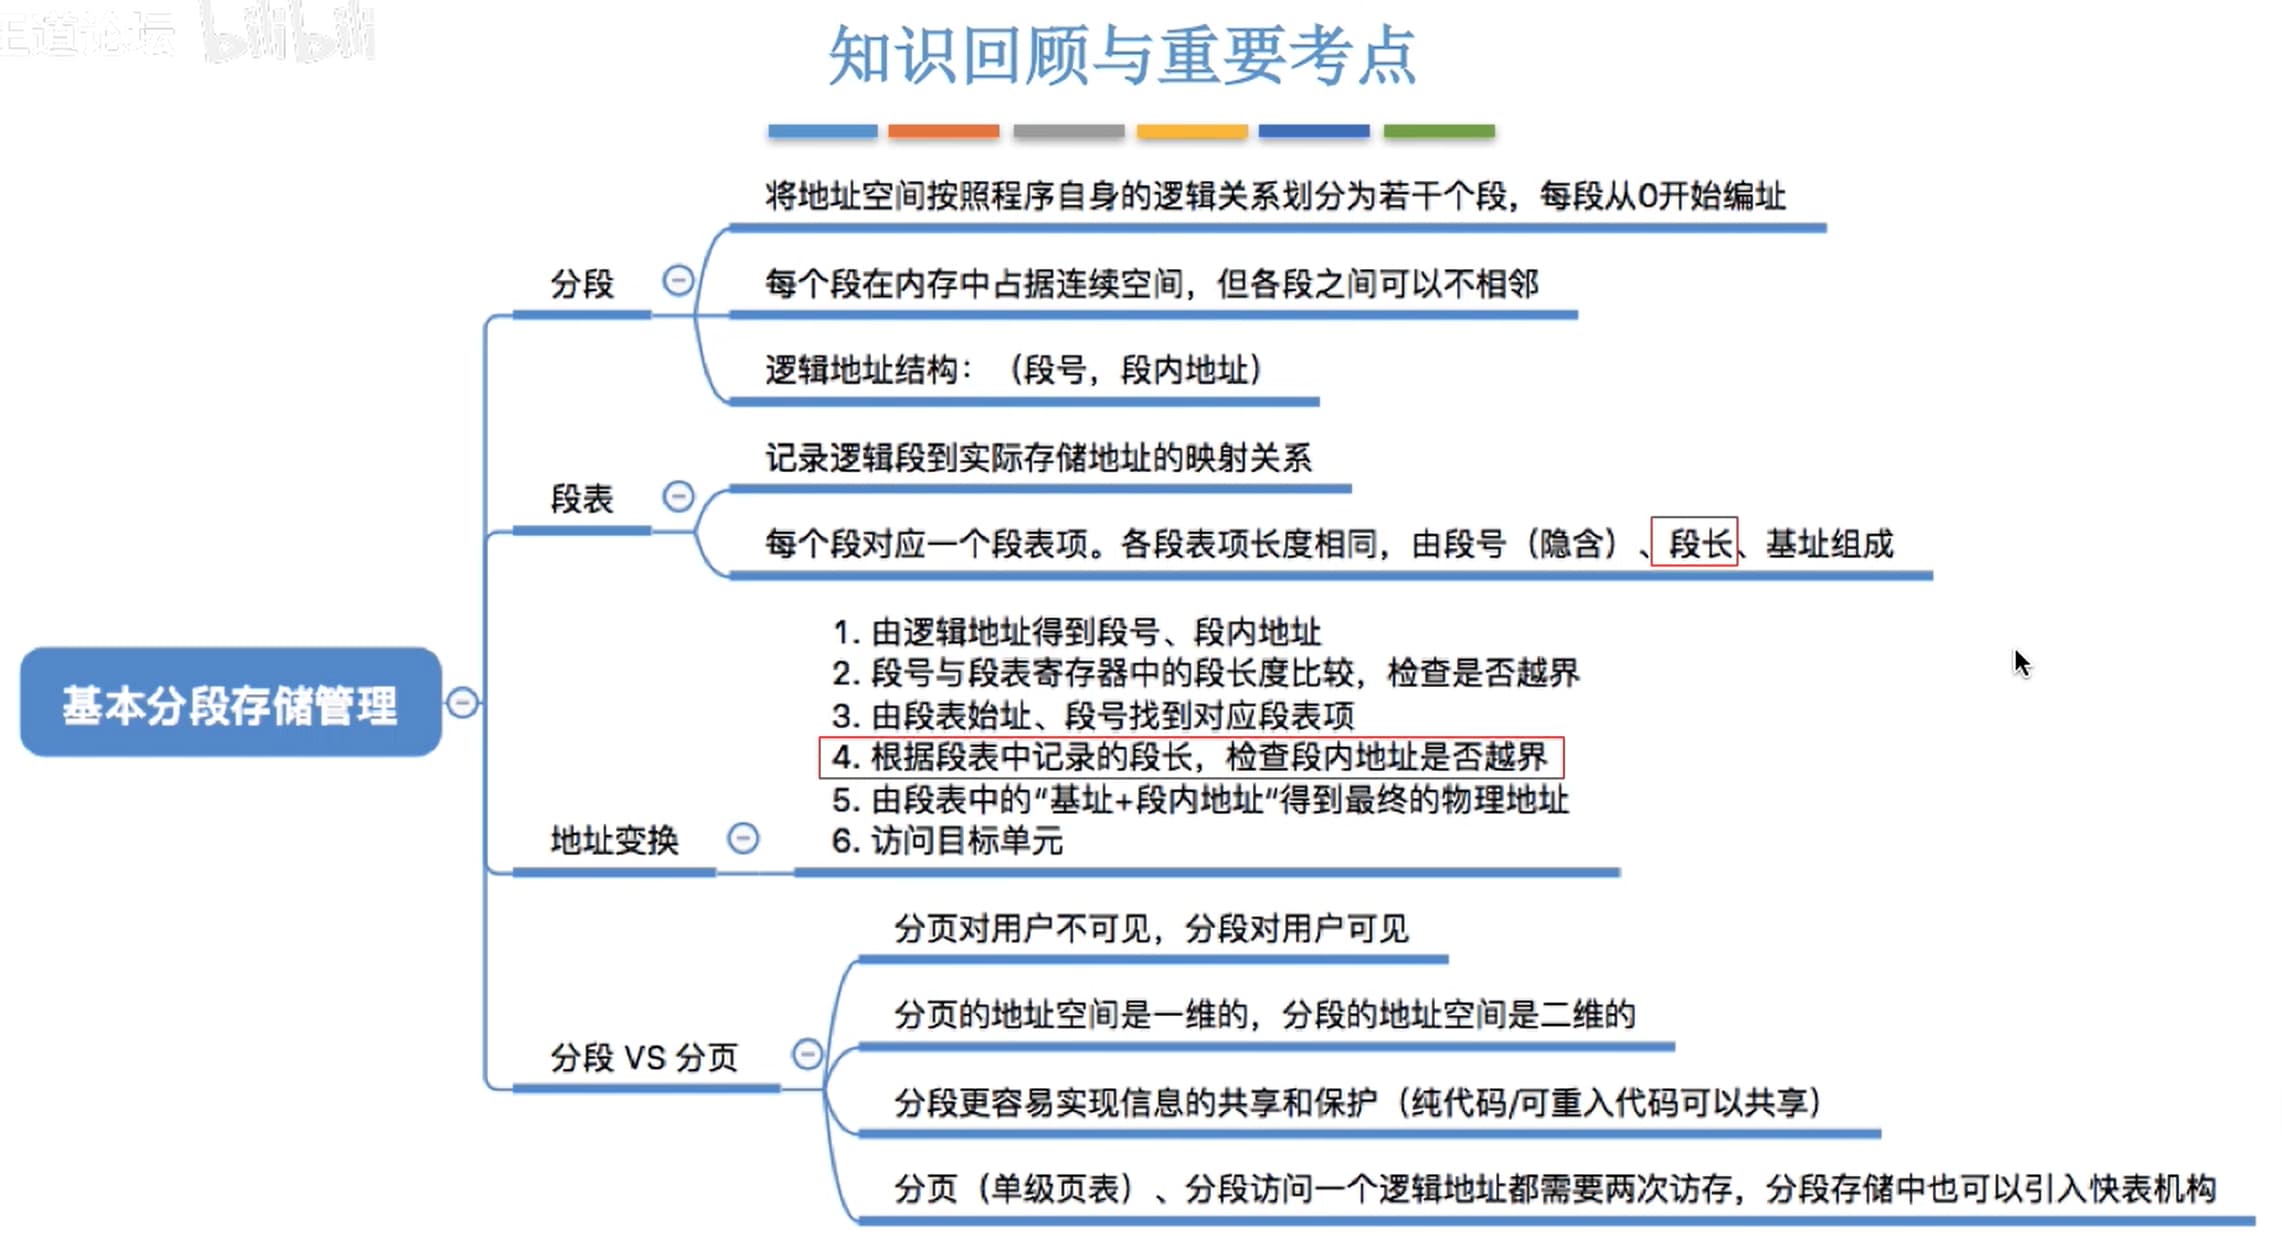 王道论坛 bilibili
知识回顾与重要考点
将地址空间按照程序自身的逻辑关系划分为若干个段，每段从0开始编址
分段
每个段在内存中占据连续空间，但各段之间可以不相邻
逻辑地址结构：（段号，段内地址）
记录逻辑段到实际存储地址的映射关系
段表
每个段对应一个段表项。各段表项长度相同，由段号（隐含）、段长、基址组成
基本分段存储管理
1. 由逻辑地址得到段号、段内地址
2. 段号与段表寄存器中的段长度比较，检查是否越界
3. 由段表始址、段号找到对应段表项
4. 根据段表中记录的段长，检查段内地址是否越界
5. 由段表中的“基址+段内地址“得到最终的物理地址
6. 访问目标单元
地址变换
分页对用户不可见，分段对用户可见
分页的地址空间是一维的，分段的地址空间是二维的
分段 VS 分页
分段更容易实现信息的共享和保护（纯代码/可重入代码可以共享）
分页（单级页表）、分段访问一个逻辑地址都需要两次访存，分段存储中也可以引入快表机构